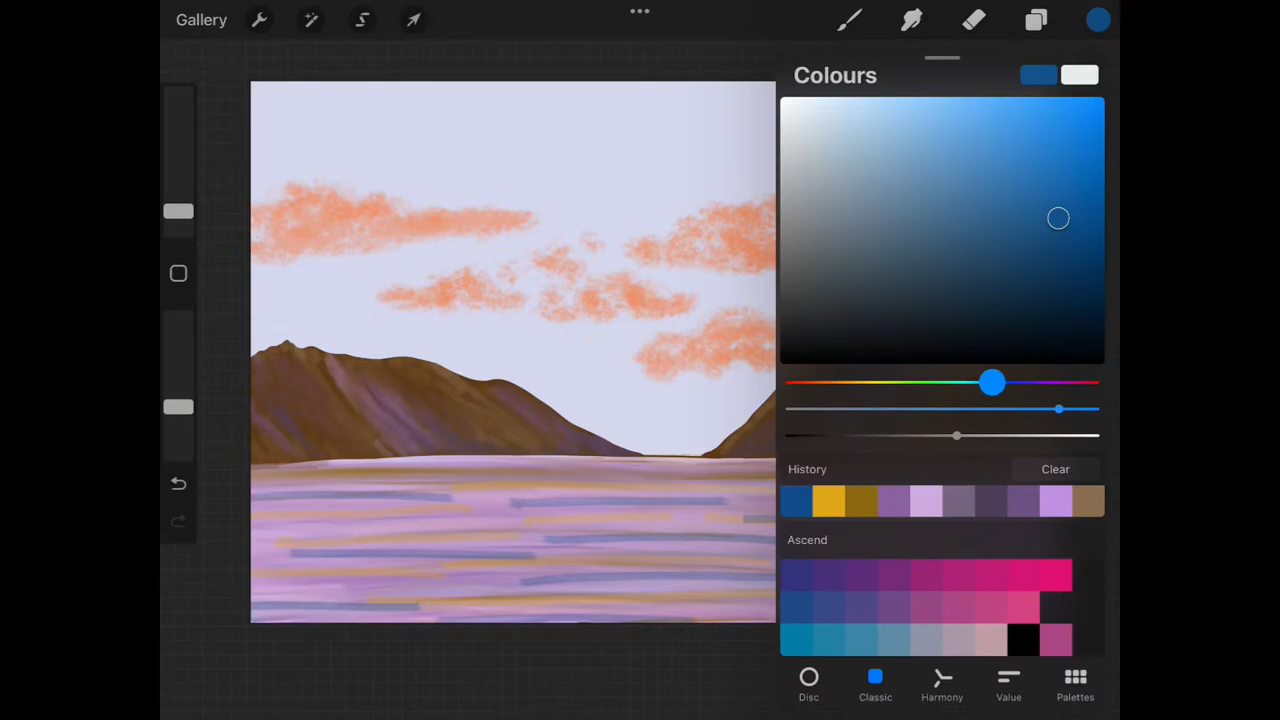 Gallery
Colours
History
Clear
Ascend
Disc
Classic
Harmony
Value
Palettes